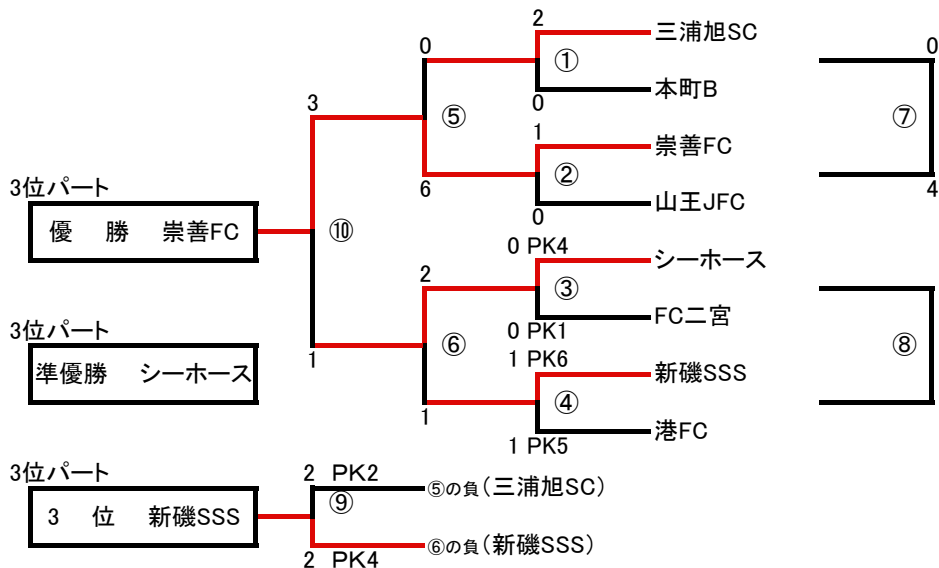 2
三浦旭SC
0
0
①
3
⑤
本町B
0
⑦
1
崇善FC
3位パート
6
②
4
優 勝 崇善FC
⑩
0
山王JFC
0 PK4
シーホース
2
③
3位パート
0 PK1
FC二宮
準優勝 シーホース
1
⑥
1 PK6
新磯SSS
⑧
1
④
1 PK5
港FC
3位パート
2 PK2
⑤の負(三浦旭SC)
3 位 新磯SSS
⑨
2 PK4
⑥の負(新磯SSS)